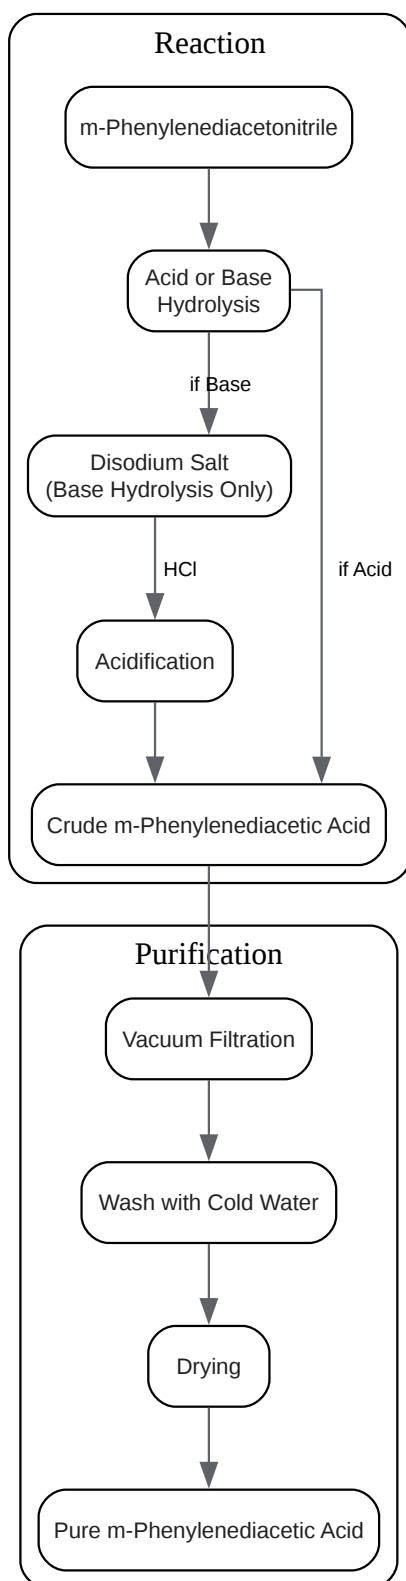 Reaction
m-Phenylenediacetonitrile
Acid or Base
Hydrolysis
if Base
Disodium Salt
(Base Hydrolysis Only)
HCl
if Acid
Acidification
Crude m-Phenylenediacetic Acid
Purification
Vacuum Filtration
Wash with Cold Water
Drying
Pure m-Phenylenediacetic Acid